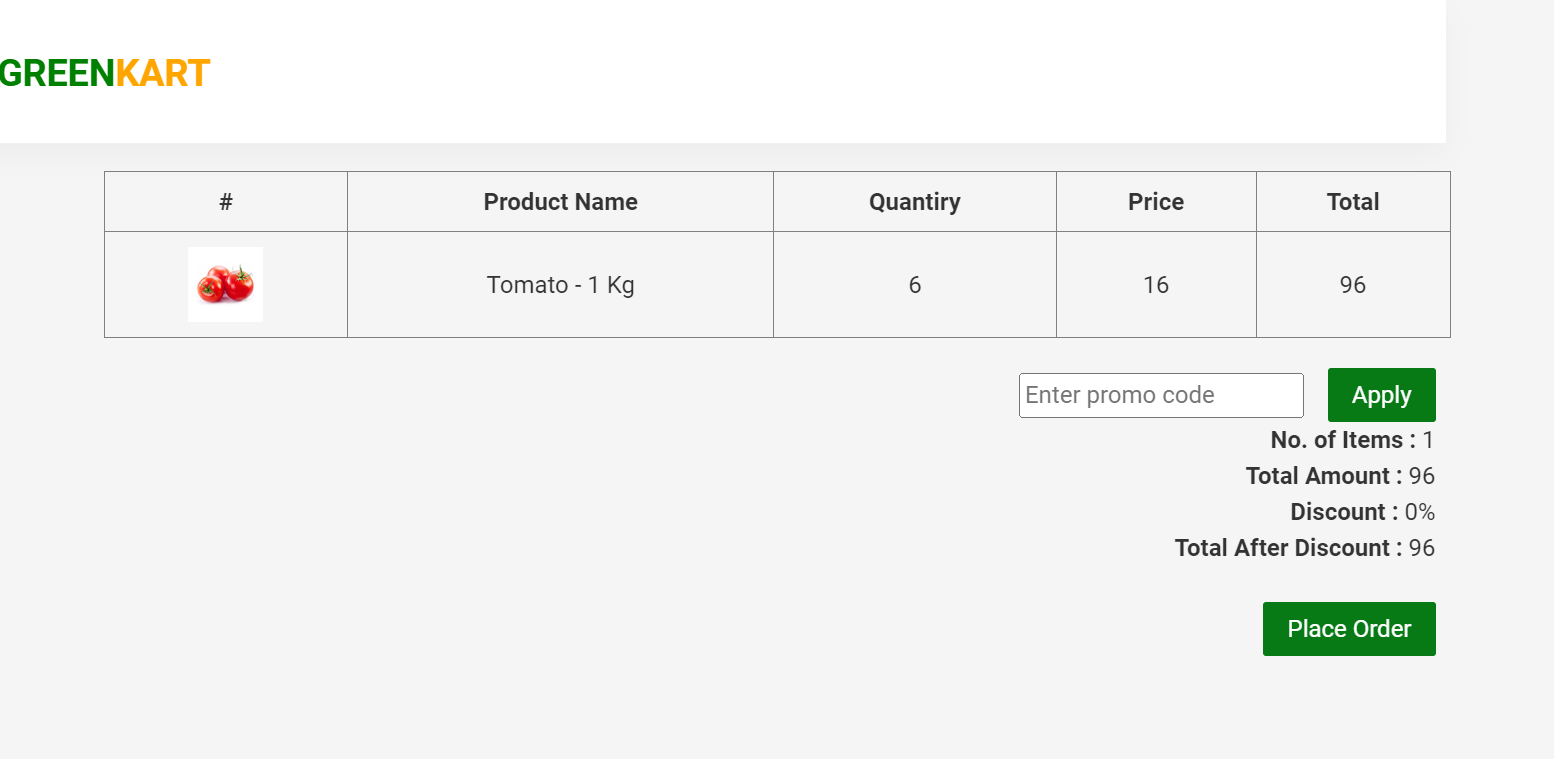 GREENKART
# Product Name Quantiry Price Total
Tomato - 1 Kg 6 16 96
Enter promo code Apply
No. of Items : 1
Total Amount : 96
Discount : 0%
Total After Discount : 96
Place Order